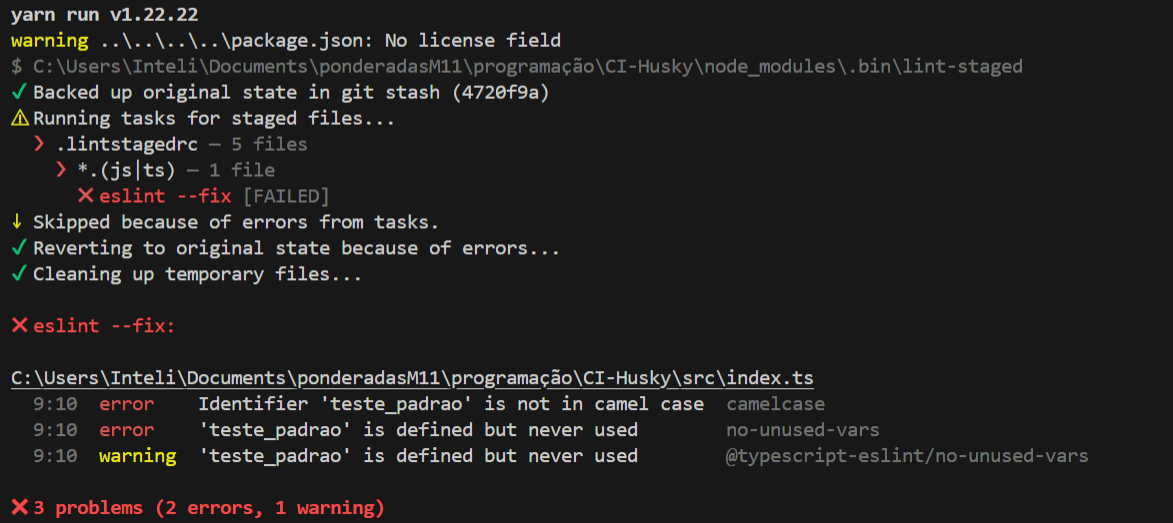 yarn run v1.22.22
warning ..\..\..\..\package.json: No license field
$ C:\Users\Inteli\Documents\ponderadasM11\programação\CI-Husky\node_modules\.bin\lint-staged
✓ Backed up original state in git stash (4720f9a)
⚠ Running tasks for staged files...
❯ .lintstagedrc — 5 files
❯ *.(js|ts) — 1 file
✖ eslint --fix [FAILED]
↓ Skipped because of errors from tasks.
✓ Reverting to original state because of errors...
✓ Cleaning up temporary files...
✖ eslint --fix:
C:\Users\Inteli\Documents\ponderadasM11\programação\CI-Husky\src\index.ts
9:10 error Identifier 'teste_padrao' is not in camel case camelcase
9:10 error 'teste_padrao' is defined but never used no-unused-vars
9:10 warning 'teste_padrao' is defined but never used @typescript-eslint/no-unused-vars
✖ 3 problems (2 errors, 1 warning)